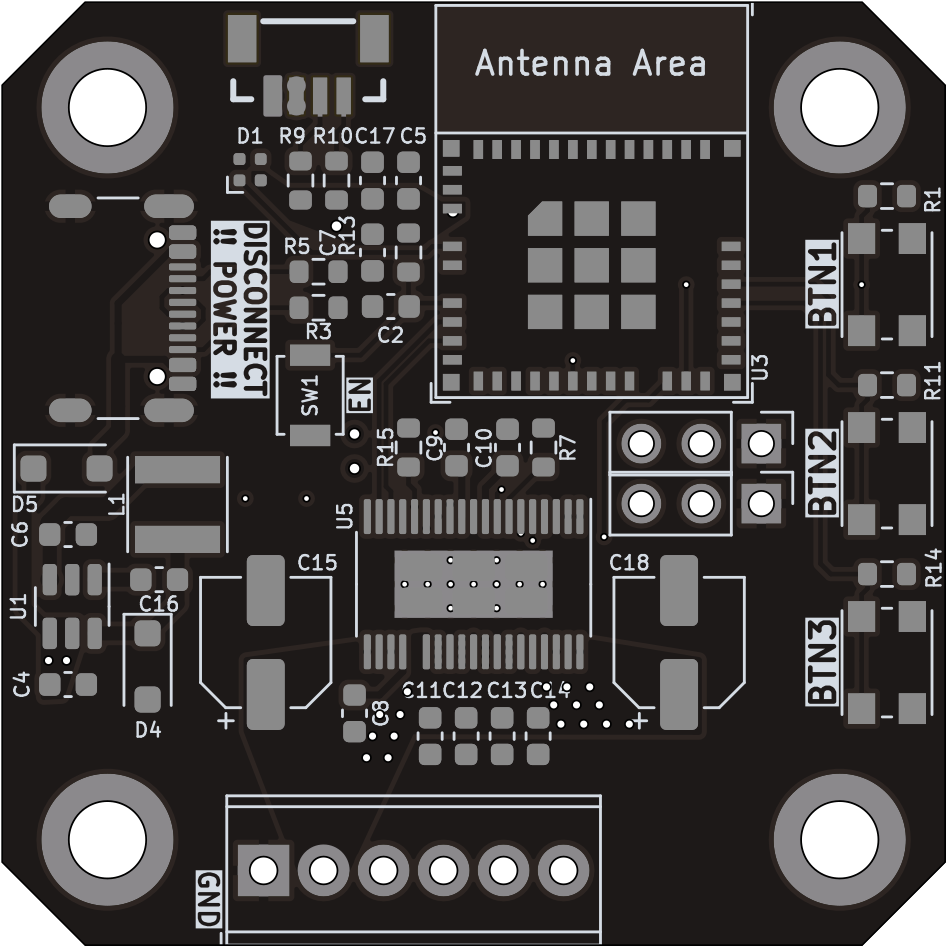 Antenna Area
D1
R9
R10
C17
C5
R1
R5
C7
R13
R3
C2
!! POWER !!
DISCONNECT
BTN1
U3
SW1
EN
R11
R15
C9
C10
R7
BTN2
D5
L1
C6
U5
U1
C16
C15
C18
R14
BTN3
C4
D4
+
C8
C11
C12
C13
C14
+
GND